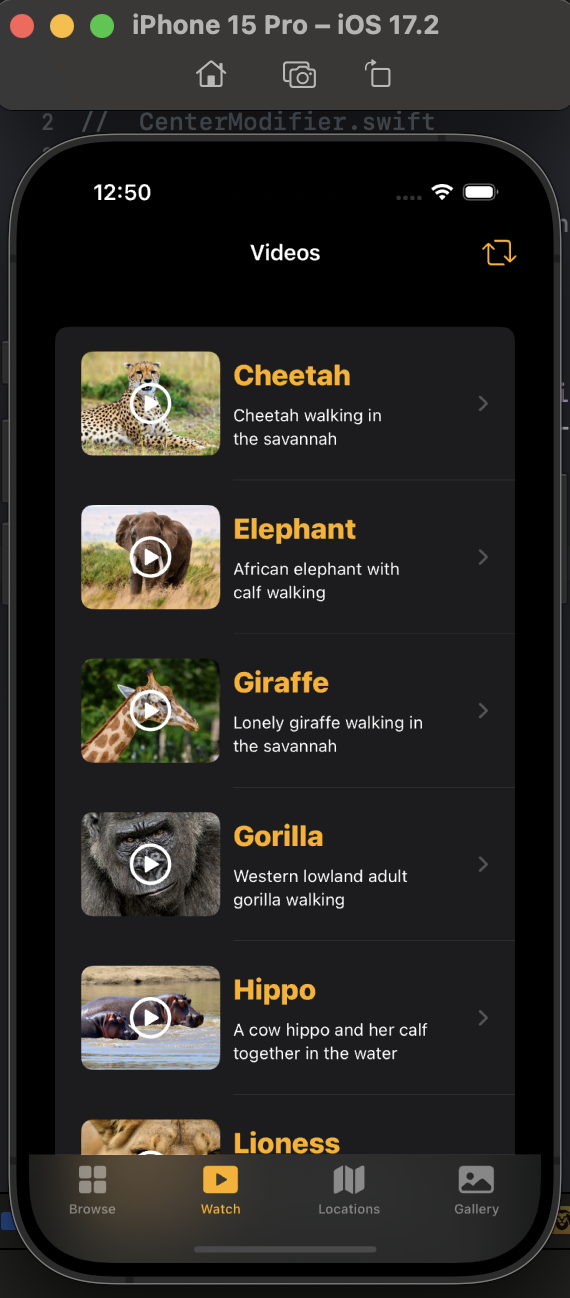 iPhone 15 Pro – iOS 17.2
2 // CenterModifier.swift
12:50
Videos
Cheetah
Cheetah walking in
the savannah
Elephant
African elephant with
calf walking
Giraffe
Lonely giraffe walking in
the savannah
Gorilla
Western lowland adult
gorilla walking
Hippo
A cow hippo and her calf
together in the water
Lioness
Browse
Watch
Locations
Gallery